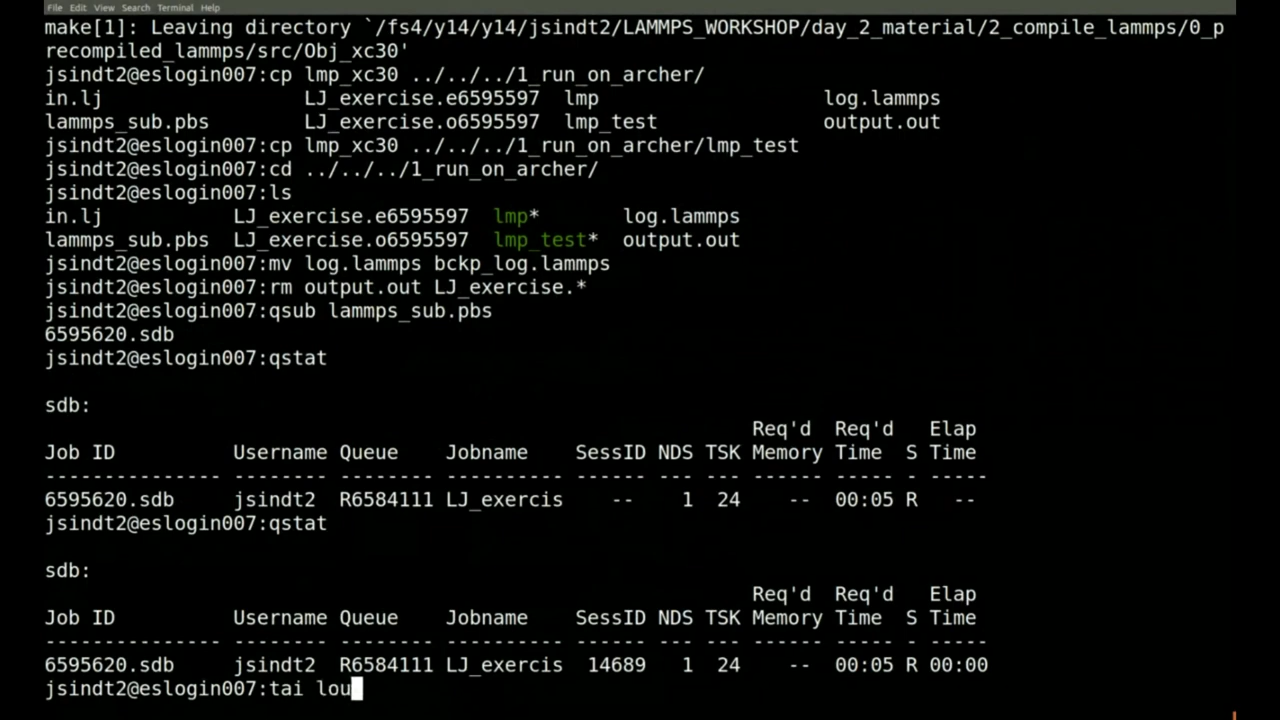 File Edit View Search Terminal Help
make[1]: Leaving directory `/fs4/y14/y14/jsindt2/LAMMPS_WORKSHOP/day_2_material/2_compile_lammps/0_p
recompiled_lammps/src/Obj_xc30'
jsindt2@eslogin007:cp lmp_xc30 ../../../1_run_on_archer/
in.lj LJ_exercise.e6595597 lmp log.lammps
lammps_sub.pbs LJ_exercise.o6595597 lmp_test output.out
jsindt2@eslogin007:cp lmp_xc30 ../../../1_run_on_archer/lmp_test
jsindt2@eslogin007:cd ../../../1_run_on_archer/
jsindt2@eslogin007:ls
in.lj LJ_exercise.e6595597 lmp* log.lammps
lammps_sub.pbs LJ_exercise.o6595597 lmp_test* output.out
jsindt2@eslogin007:mv log.lammps bckp_log.lammps
jsindt2@eslogin007:rm output.out LJ_exercise.*
jsindt2@eslogin007:qsub lammps_sub.pbs
6595620.sdb
jsindt2@eslogin007:qstat
sdb:
Req'd Req'd Elap
Job ID Username Queue Jobname SessID NDS TSK Memory Time S Time
--------------- -------- -------- ---------- ------ --- --- ------ ----- - -----
6595620.sdb jsindt2 R6584111 LJ_exercis -- 1 24 -- 00:05 R --
jsindt2@eslogin007:qstat
sdb:
Req'd Req'd Elap
Job ID Username Queue Jobname SessID NDS TSK Memory Time S Time
--------------- -------- -------- ---------- ------ --- --- ------ ----- - -----
6595620.sdb jsindt2 R6584111 LJ_exercis 14689 1 24 -- 00:05 R 00:00
jsindt2@eslogin007:tai lou